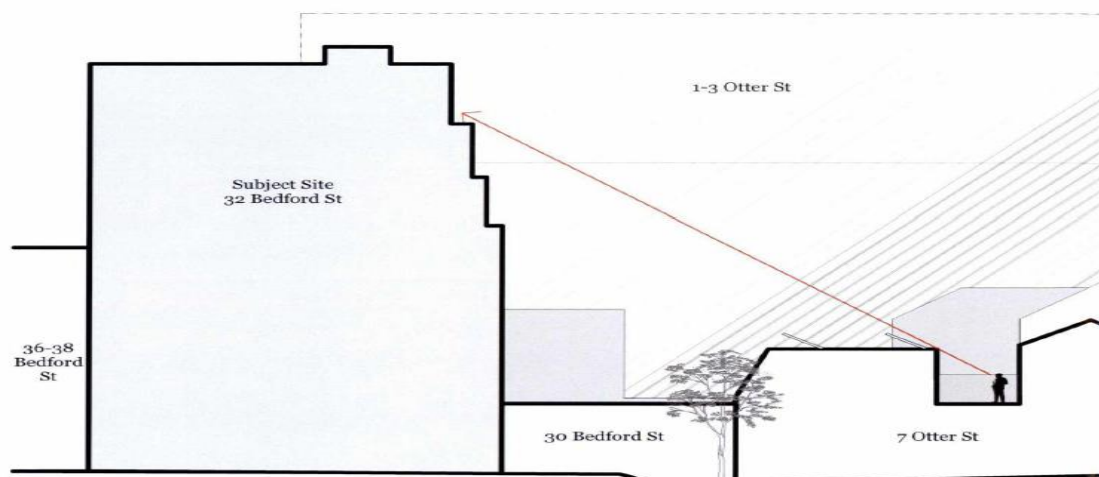 1-3 Otter St
Subject Site
32 Bedford St
36-38
Bedford
St
30 Bedford St
7 Otter St